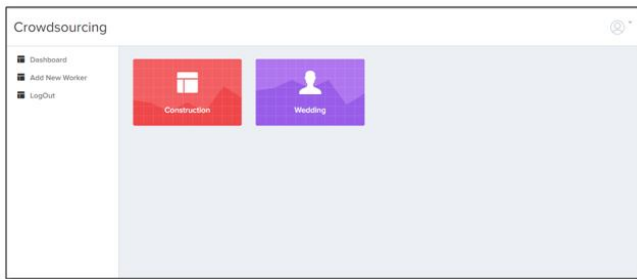 Crowdsourcing
Dashboard
Add New Worker
LogOut
Construction
Wedding